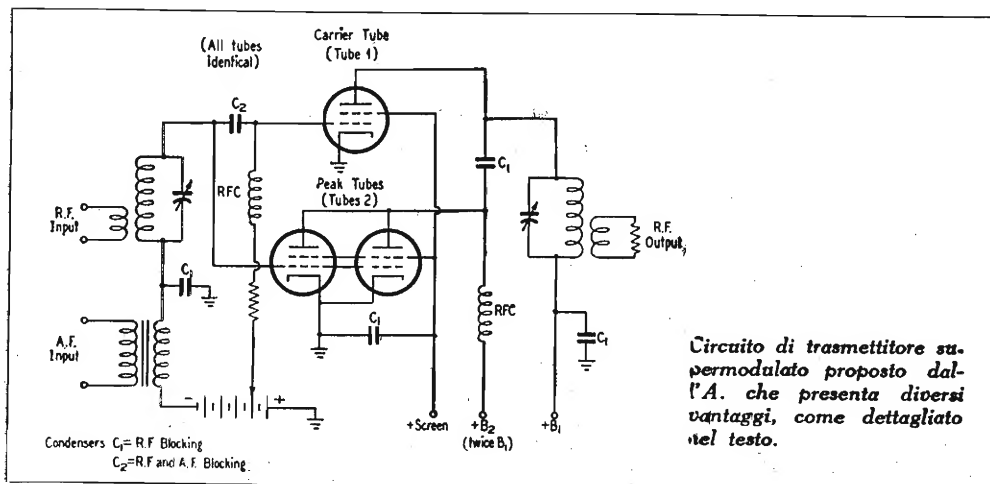 (All tubes
identical)
Carrier Tube
(Tube 1)
C₂
RFC
Peak Tubes
(Tubes 2)
R.F.
Input
C₁
A.F.
Input
C₁
C₁
RFC
R.F.
Output
C₁
- +
+Screen
+B₂
(twice B₁)
+B₁
Condensers C₁=R.F Blocking
C₂=R.F and A.F. Blocking
Circuito di trasmettitore su-
permodulato proposto dal-
l'A. che presenta diversi
vantaggi, come dettagliato
nel testo.